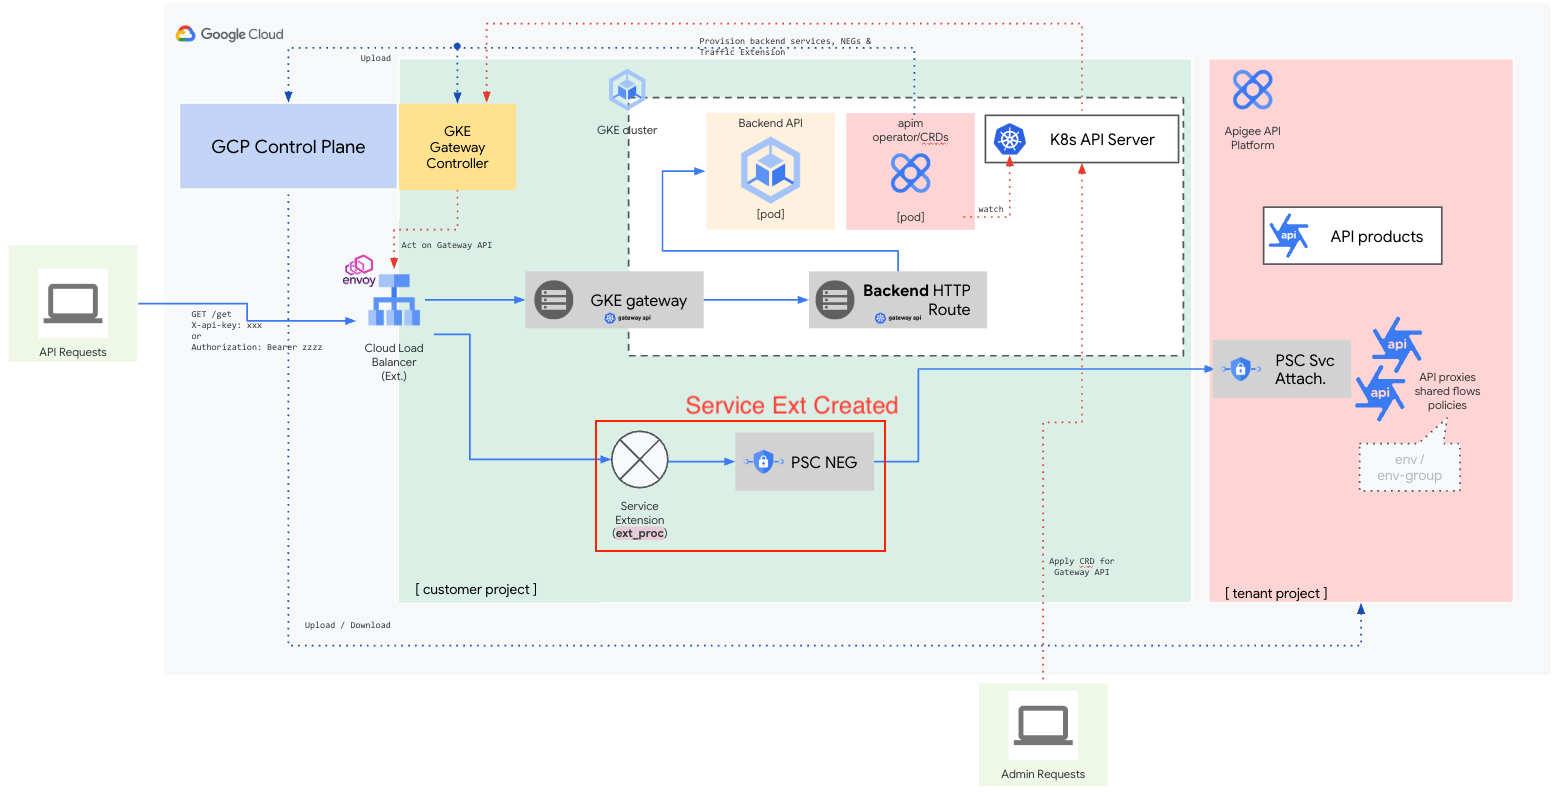 Google Cloud
Provision backend services, NEGs &
Traffic Extension
Upload
GCP Control Plane
GKE
Gateway
Controller
GKE cluster
Backend API
[pod]
apim
operator/CRDs
[pod]
K8s API Server
watch
Apigee API
Platform
api
API products
Act on Gateway API
envoy
API Requests
GET /get
X-api-key: xxx
or
Authorization: Bearer zzzz
Cloud Load
Balancer
(Ext.)
GKE gateway
gateway api
Backend HTTP
Route
gateway api
PSC Svc
Attach.
api
api
API proxies
shared flows
policies
env /
env-group
Service Ext Created
PSC NEG
Service
Extension
(ext_proc)
Apply CRD for
Gateway API
[ customer project ]
[ tenant project ]
Upload / Download
Admin Requests